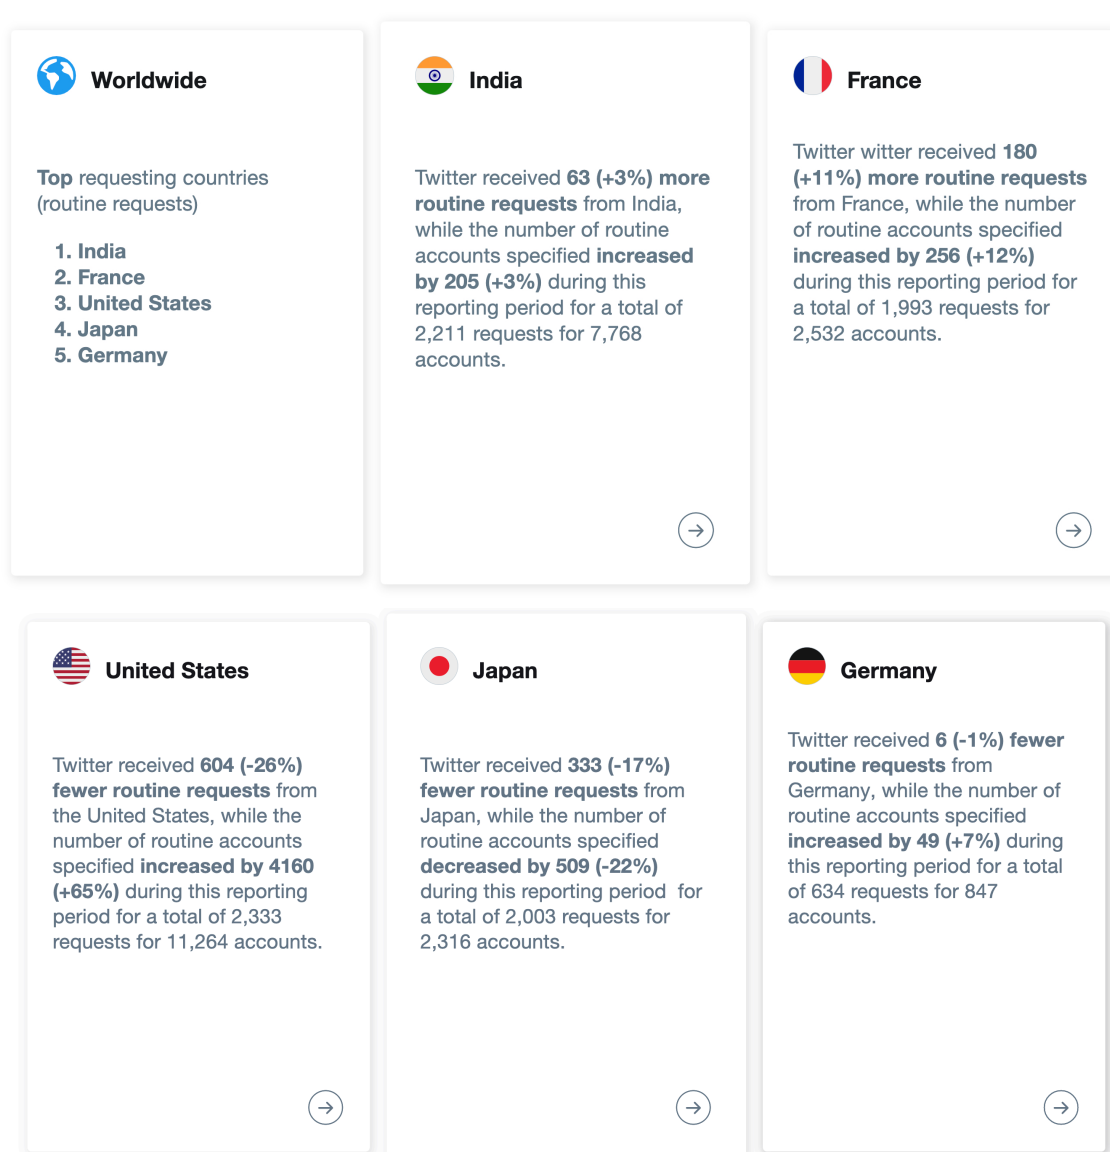 Worldwide
Top requesting countries
(routine requests)
1. India
2. France
3. United States
4. Japan
5. Germany
India
Twitter received 63 (+3%) more
routine requests from India,
while the number of routine
accounts specified increased
by 205 (+3%) during this
reporting period for a total of
2,211 requests for 7,768
accounts.
France
Twitter witter received 180
(+11%) more routine requests
from France, while the number
of routine accounts specified
increased by 256 (+12%)
during this reporting period for
a total of 1,993 requests for
2,532 accounts.
United States
Twitter received 604 (-26%)
fewer routine requests from
the United States, while the
number of routine accounts
specified increased by 4160
(+65%) during this reporting
period for a total of 2,333
requests for 11,264 accounts.
Japan
Twitter received 333 (-17%)
fewer routine requests from
Japan, while the number of
routine accounts specified
decreased by 509 (-22%)
during this reporting period  for
a total of 2,003 requests for
2,316 accounts.
Germany
Twitter received 6 (-1%) fewer
routine requests from
Germany, while the number of
routine accounts specified
increased by 49 (+7%) during
this reporting period for a total
of 634 requests for 847
accounts.